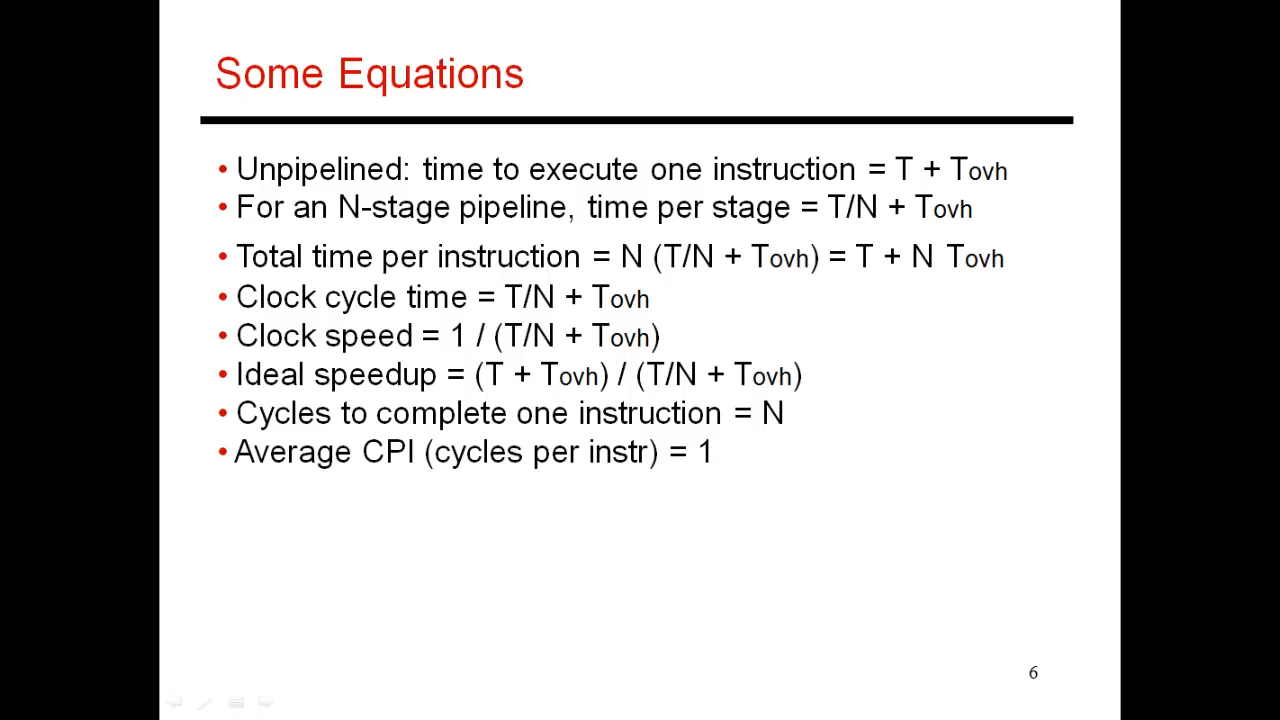 Some Equations
• Unpipelined: time to execute one instruction = T + Tovh
• For an N-stage pipeline, time per stage = T/N + Tovh
• Total time per instruction = N (T/N + Tovh) = T + N Tovh
• Clock cycle time = T/N + Tovh
• Clock speed = 1 / (T/N + Tovh)
• Ideal speedup = (T + Tovh) / (T/N + Tovh)
• Cycles to complete one instruction = N
• Average CPI (cycles per instr) = 1
6